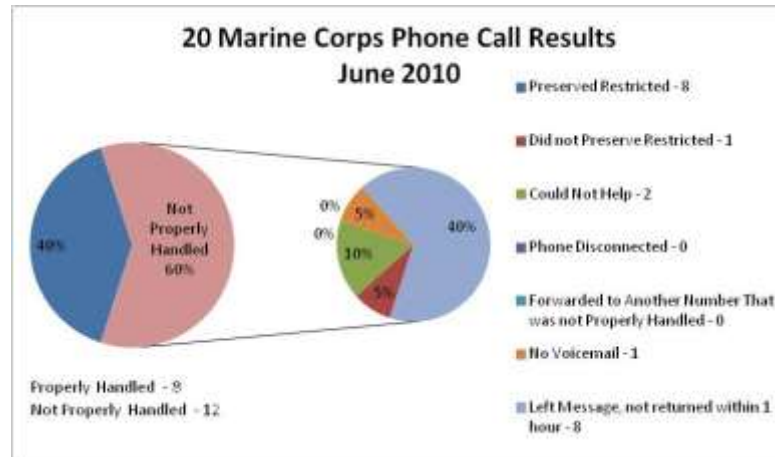 20 Marine Corps Phone Call Results
June 2010
Preserved Restricted - 8
Did not Preserve Restricted - 1
Could Not Help - 2
Phone Disconnected - 0
Forwarded to Another Number That
was not Properly Handled - 0
No Voicemail - 1
Left Message, not returned within 1
hour - 8
40%
Not
Properly
Handled
60%
0%
0%
5%
10%
5%
40%
Properly Handled - 8
Not Properly Handled - 12